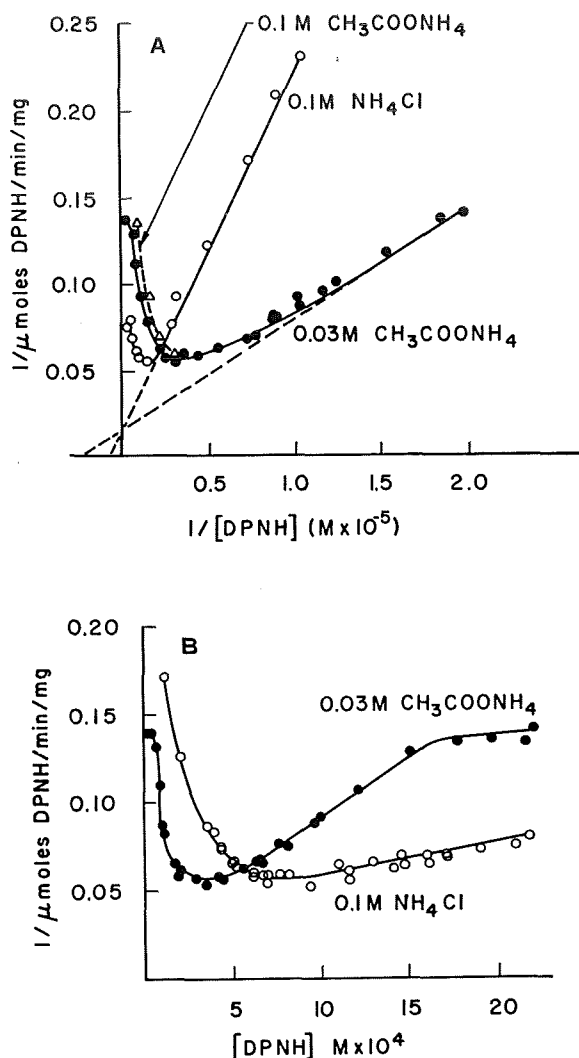 A
0.1 M CH₃COONH₄
0.1M NH₄Cl
0.03M CH₃COONH₄
0.25
0.20
0.15
0.10
0.05
1/μmoles DPNH/min/mg
0.5 1.0 1.5 2.0
1/[DPNH] (M×10⁻⁵)
B
0.03M CH₃COONH₄
0.1M NH₄Cl
0.20
0.15
0.10
0.05
1/μmoles DPNH/min/mg
5 10 15 20
[DPNH] M×10⁴